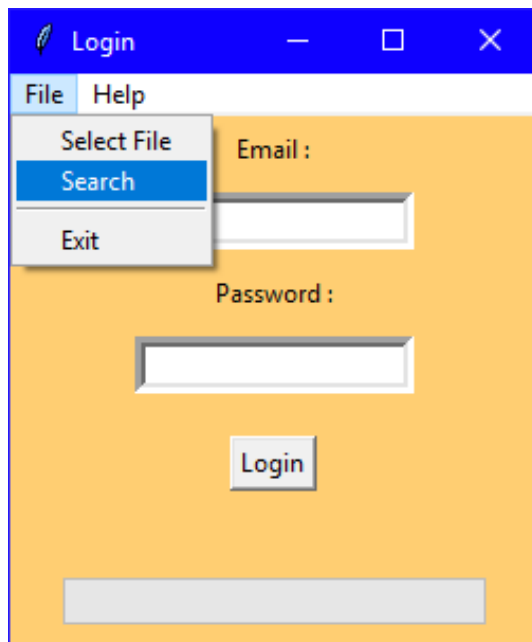 Login
File Help
Select File
Search
Exit
Email :
Password :
Login